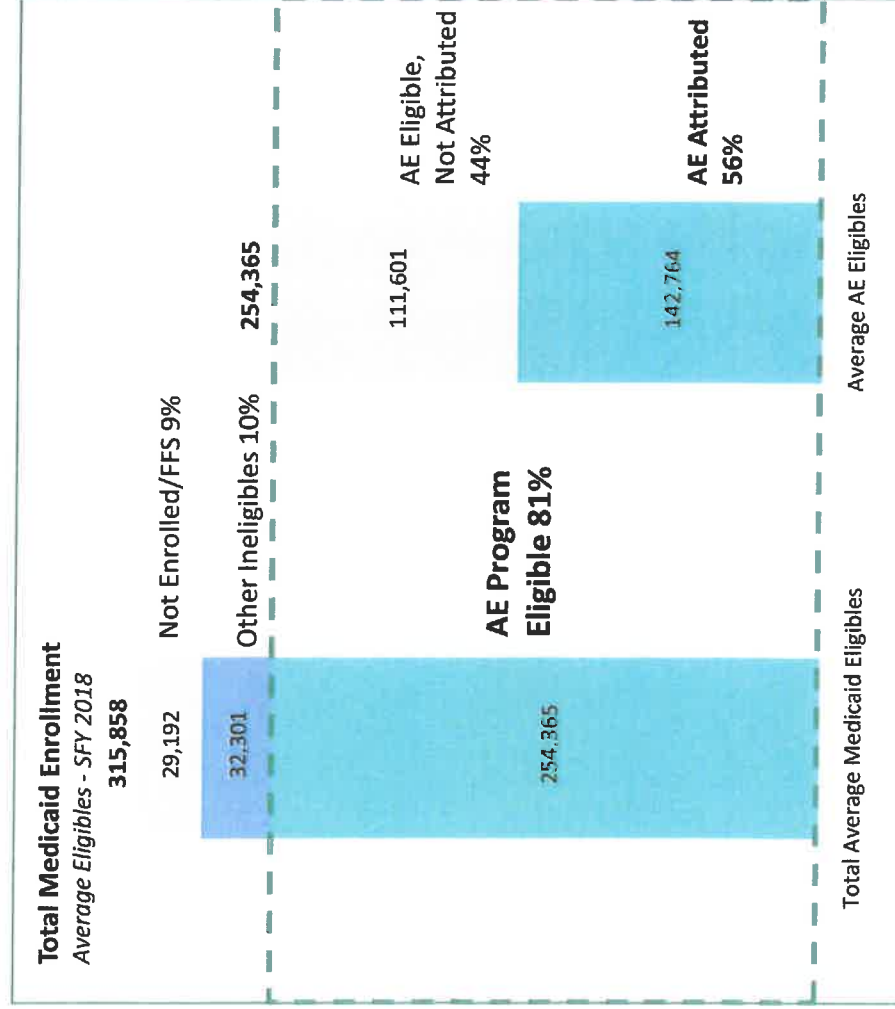 Total Medicaid Enrollment
Average Eligibles - SFY 2018
315,858
29,192
Not Enrolled/FFS 9%
32,301
Other Ineligibles 10%
254,365
AE Program
Eligible 81%
254,365
111,601
AE Eligible,
Not Attributed
44%
142,764
AE Attributed
56%
Total Average Medicaid Eligibles
Average AE Eligibles